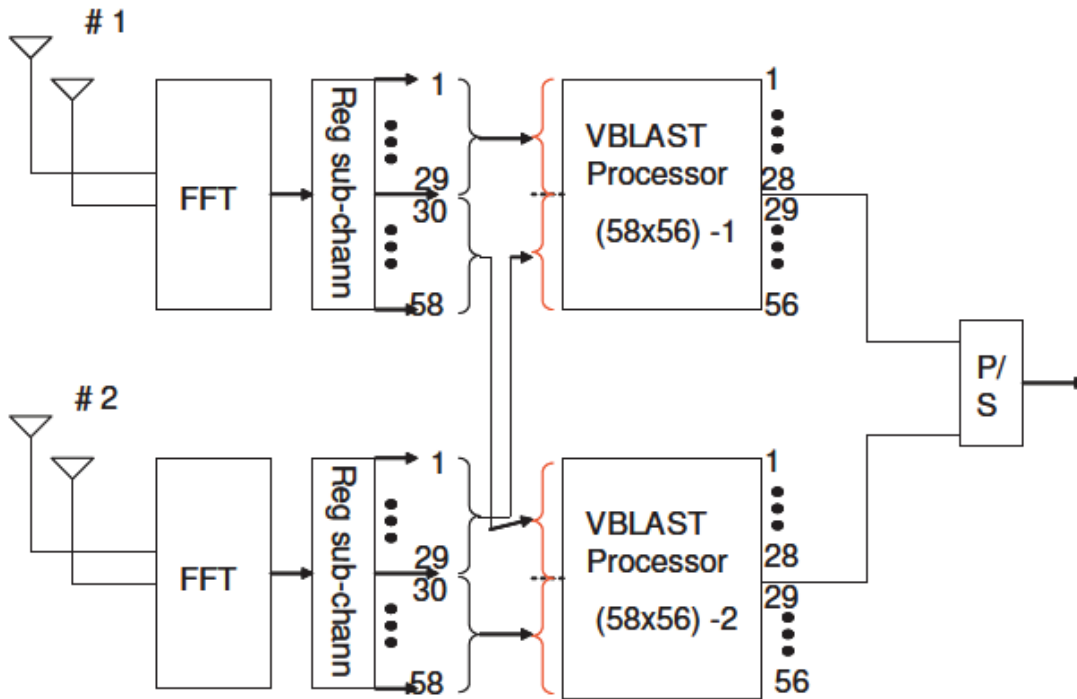 # 1
FFT
Reg sub-chann
1
29
30
58
VBLAST
Processor
(58x56) -1
1
28
29
56
# 2
FFT
Reg sub-chann
1
29
30
58
VBLAST
Processor
(58x56) -2
1
28
29
56
P/
S